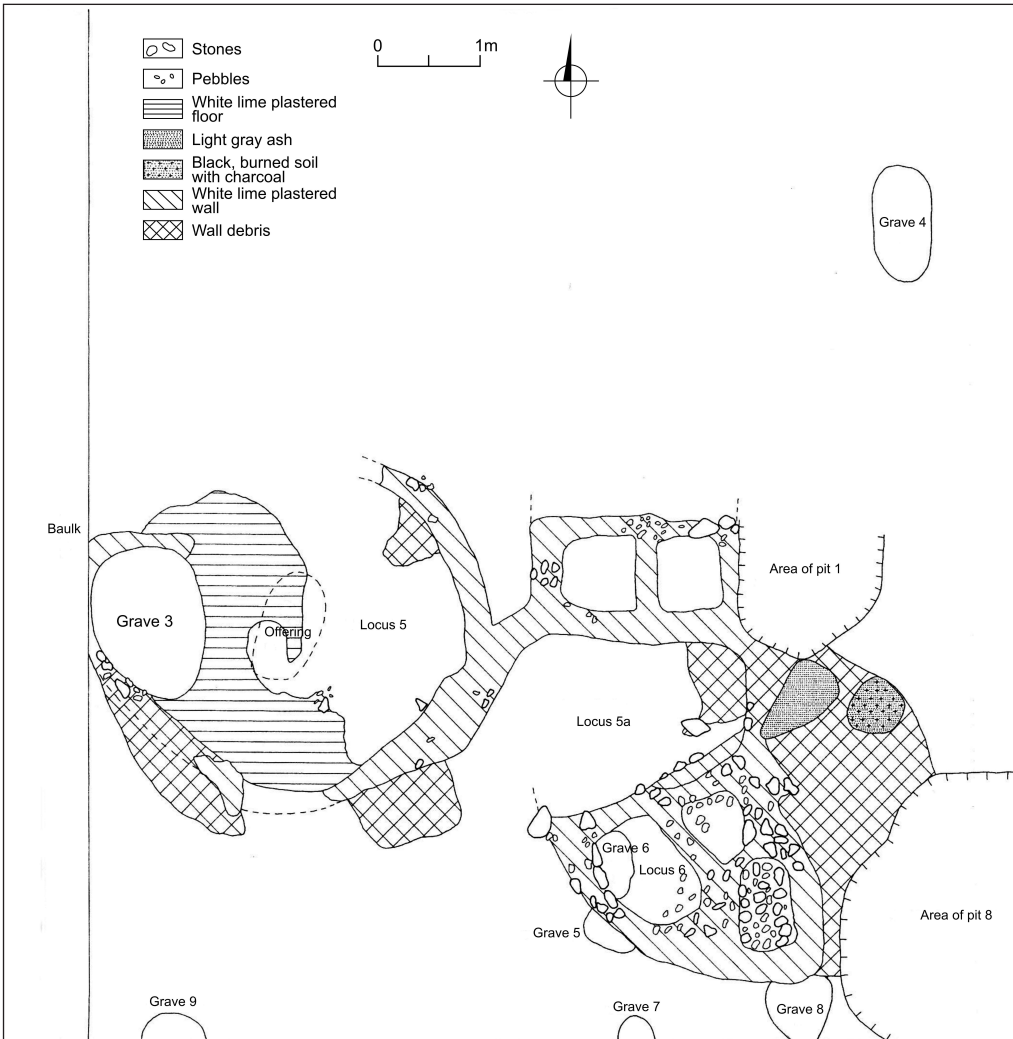 0 1m
Stones
Pebbles
White lime plastered
floor
Light gray ash
Black, burned soil
with charcoal
White lime plastered
wall
Wall debris
Grave 4
Baulk
Area of pit 1
Grave 3
Offering
Locus 5
Locus 5a
Grave 6
Locus 6
Area of pit 8
Grave 5
Grave 9
Grave 7
Grave 8